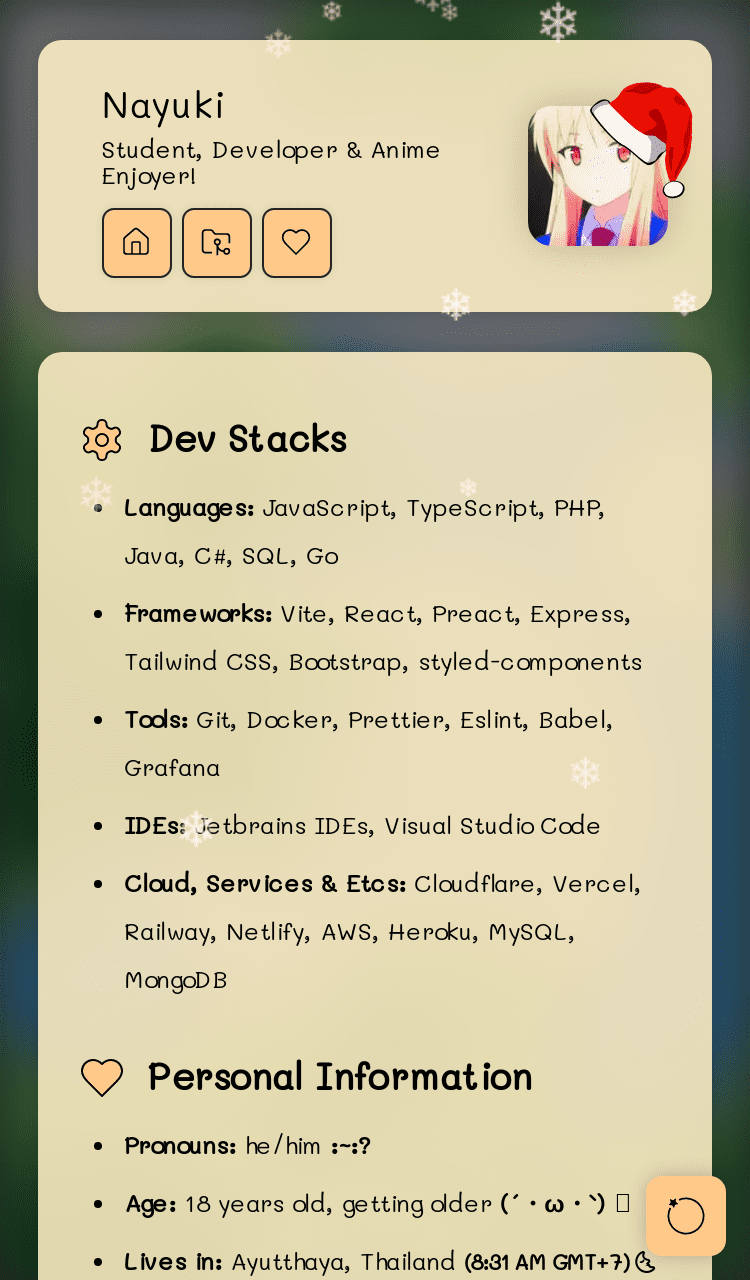 Nayuki
Student, Developer & Anime
Enjoyer!
Dev Stacks
Languages: JavaScript, TypeScript, PHP,
Java, C#, SQL, Go
Frameworks: Vite, React, Preact, Express,
Tailwind CSS, Bootstrap, styled-components
Tools: Git, Docker, Prettier, Eslint, Babel,
Grafana
IDEs: Jetbrains IDEs, Visual Studio Code
Cloud, Services & Etcs: Cloudflare, Vercel,
Railway, Netlify, AWS, Heroku, MySQL,
MongoDB
Personal Information
Pronouns: he/him :~:?
Age: 18 years old, getting older (´・ω・`)
Lives in: Ayutthaya, Thailand (8:31 AM GMT+7)